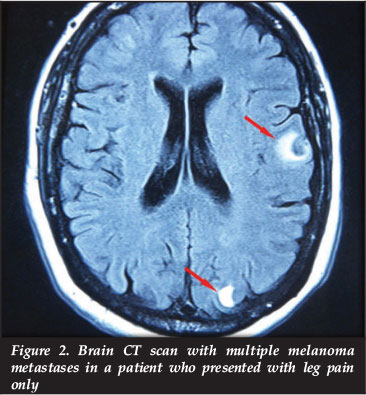 Figure 2. Brain CT scan with multiple melanoma
metastases in a patient who presented with leg pain
only